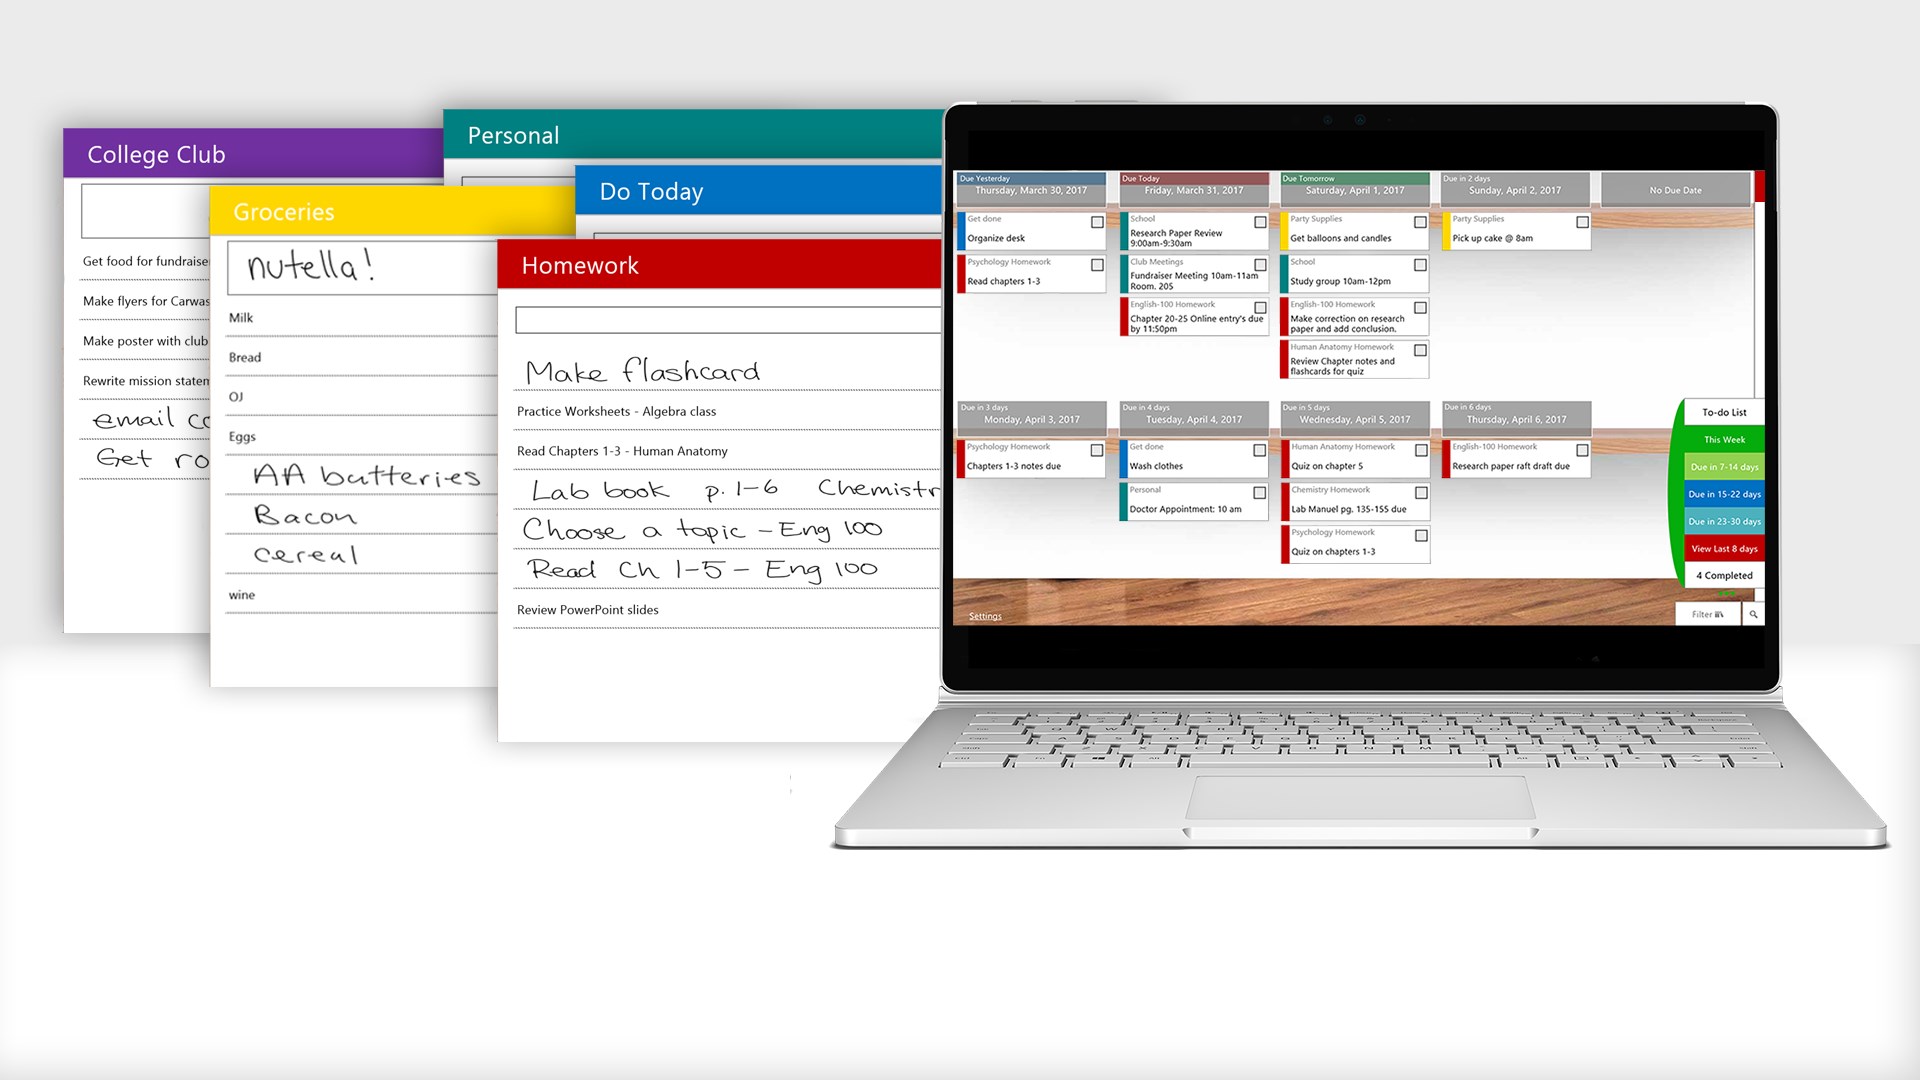 College Club
Get food for fundraise
Make flyers for Carwas
Make poster with club
Rewrite mission staten
email co
Get ro
Personal
Groceries
nutella!
Milk
Bread
OJ
Eggs
AA batteries
Bacon
cereal
wine
Do Today
Homework
Make flashcard
Practice Worksheets - Algebra class
Read Chapters 1-3 - Human Anatomy
Lab book p. 1-6 Chemistr
Choose a topic - Eng 100
Read Ch 1-5 - Eng 100
Review PowerPoint slides
Due Yesterday
Thursday, March 30, 2017
Get done
Organize desk
Psychology Homework
Read chapters 1-3
Due Today
Friday, March 31, 2017
School
Research Paper Review
9:00am-9:30am
Club Meetings
Fundraiser Meeting 10am-11am
Room. 205
English-100 Homework
Chapter 20-25 Online entry's due
by 11:50pm
Due Tomorrow
Saturday, April 1, 2017
Party Supplies
Get balloons and candles
School
Study group 10am-12pm
English-100 Homework
Make correction on research
paper and add conclusion.
Human Anatomy Homework
Review Chapter notes and
flashcards for quiz
Due in 2 days
Sunday, April 2, 2017
Party Supplies
Pick up cake @ 8am
No Due Date
Due in 3 days
Monday, April 3, 2017
Psychology Homework
Chapters 1-3 notes due
Due in 4 days
Tuesday, April 4, 2017
Get done
Wash clothes
Personal
Doctor Appointment: 10 am
Due in 5 days
Wednesday, April 5, 2017
Human Anatomy Homework
Quiz on chapter 5
Chemistry Homework
Lab Manuel pg. 135-155 due
Psychology Homework
Quiz on chapters 1-3
Due in 6 days
Thursday, April 6, 2017
English-100 Homework
Research paper raft draft due
To-do List
This Week
Due in 7-14 days
Due in 15-22 days
Due in 23-30 days
View Last 8 days
4 Completed
Settings
Filter